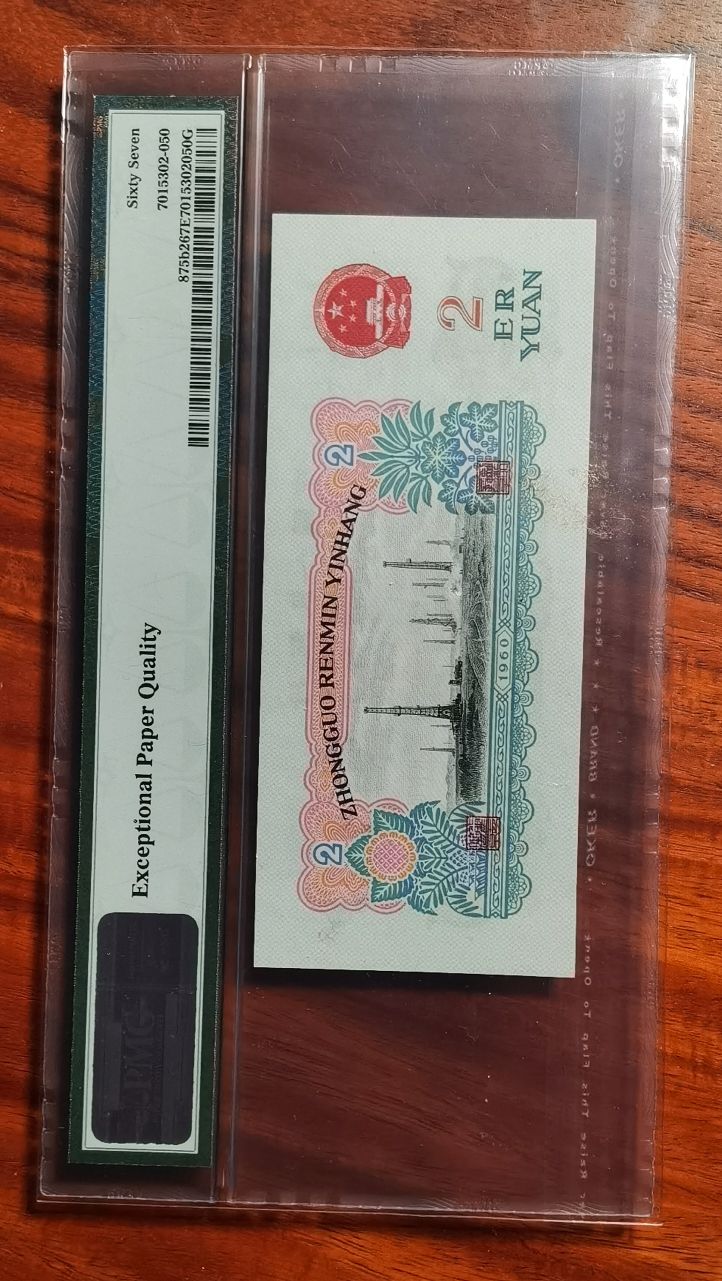 Sixty Seven
7015302-050
875b267E7015302050G
Exceptional Paper Quality
PMG
2
ER
YUAN
2
ZHONGGUO RENMIN YINHANG
2
1960